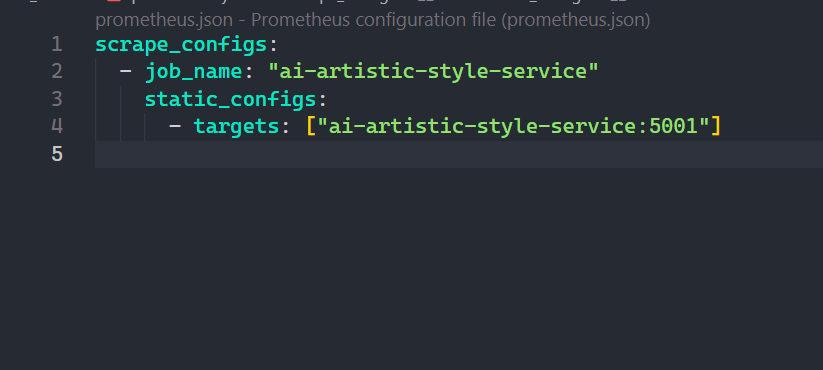 prometheus.json - Prometheus configuration file (prometheus.json)
1 scrape_configs:
2   - job_name: "ai-artistic-style-service"
3     static_configs:
4       - targets: ["ai-artistic-style-service:5001"]
5